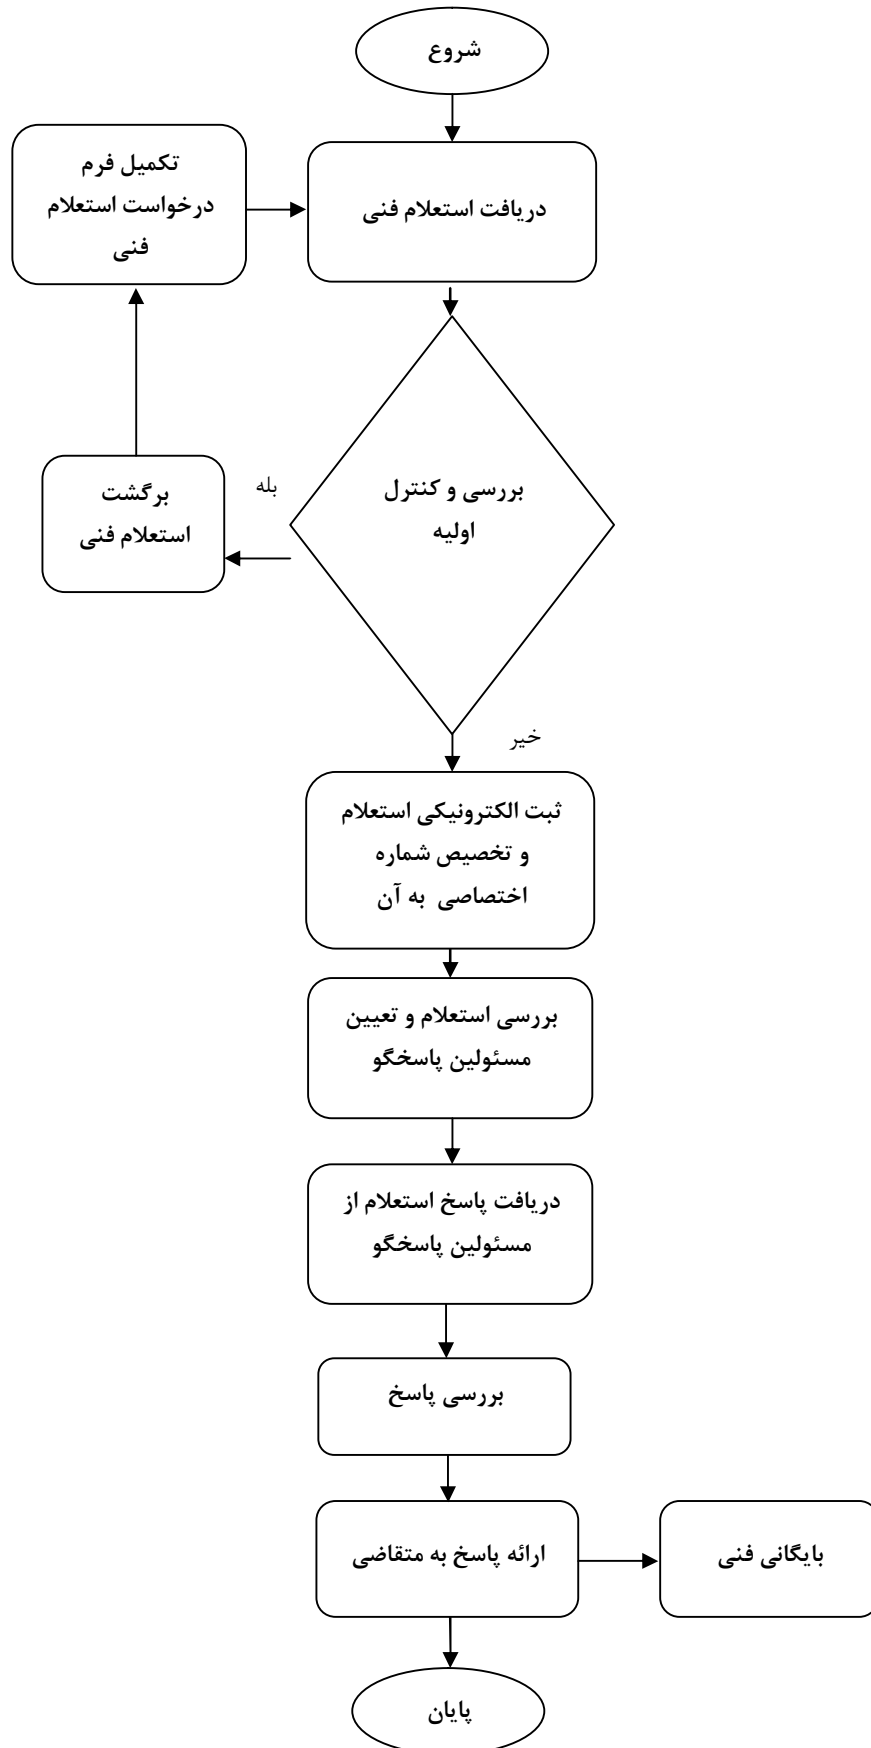 شروع
تکمیل فرم
درخواست استعلام
فنی
دریافت استعلام فنی
بررسی و کنترل
اولیه
بله
برگشت
استعلام فنی
خیر
ثبت الکترونیکی استعلام
و تخصیص شماره
اختصاصی به آن
بررسی استعلام و تعیین
مسئولین پاسخگو
دریافت پاسخ استعلام از
مسئولین پاسخگو
بررسی پاسخ
ارائه پاسخ به متقاضی
بایگانی فنی
پایان